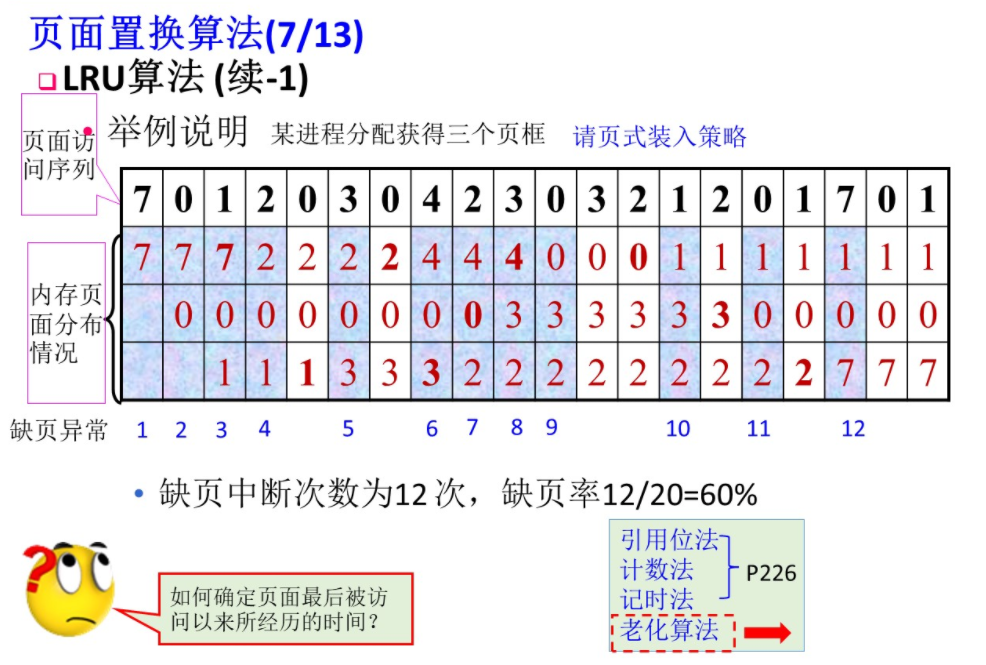 页面置换算法(7/13)
LRU算法 (续-1)
页面访
问序列
举例说明 某进程分配获得三个页框 请页式装入策略
7 0 1 2 0 3 0 4 2 3 0 3 2 1 2 0 1 7 0 1
内存页
面分布
情况
7 7 7 2 2 2 2 4 4 4 0 0 0 1 1 1 1 1 1 1
0 0 0 0 0 0 0 0 3 3 3 3 3 3 0 0 0 0 0
1 1 1 3 3 3 2 2 2 2 2 2 2 2 2 7 7 7
缺页异常 1 2 3 4 5 6 7 8 9 10 11 12
• 缺页中断次数为12 次，缺页率12/20=60%
?
如何确定页面最后被访
问以来所经历的时间？
引用位法
计数法
记时法
P226
老化算法